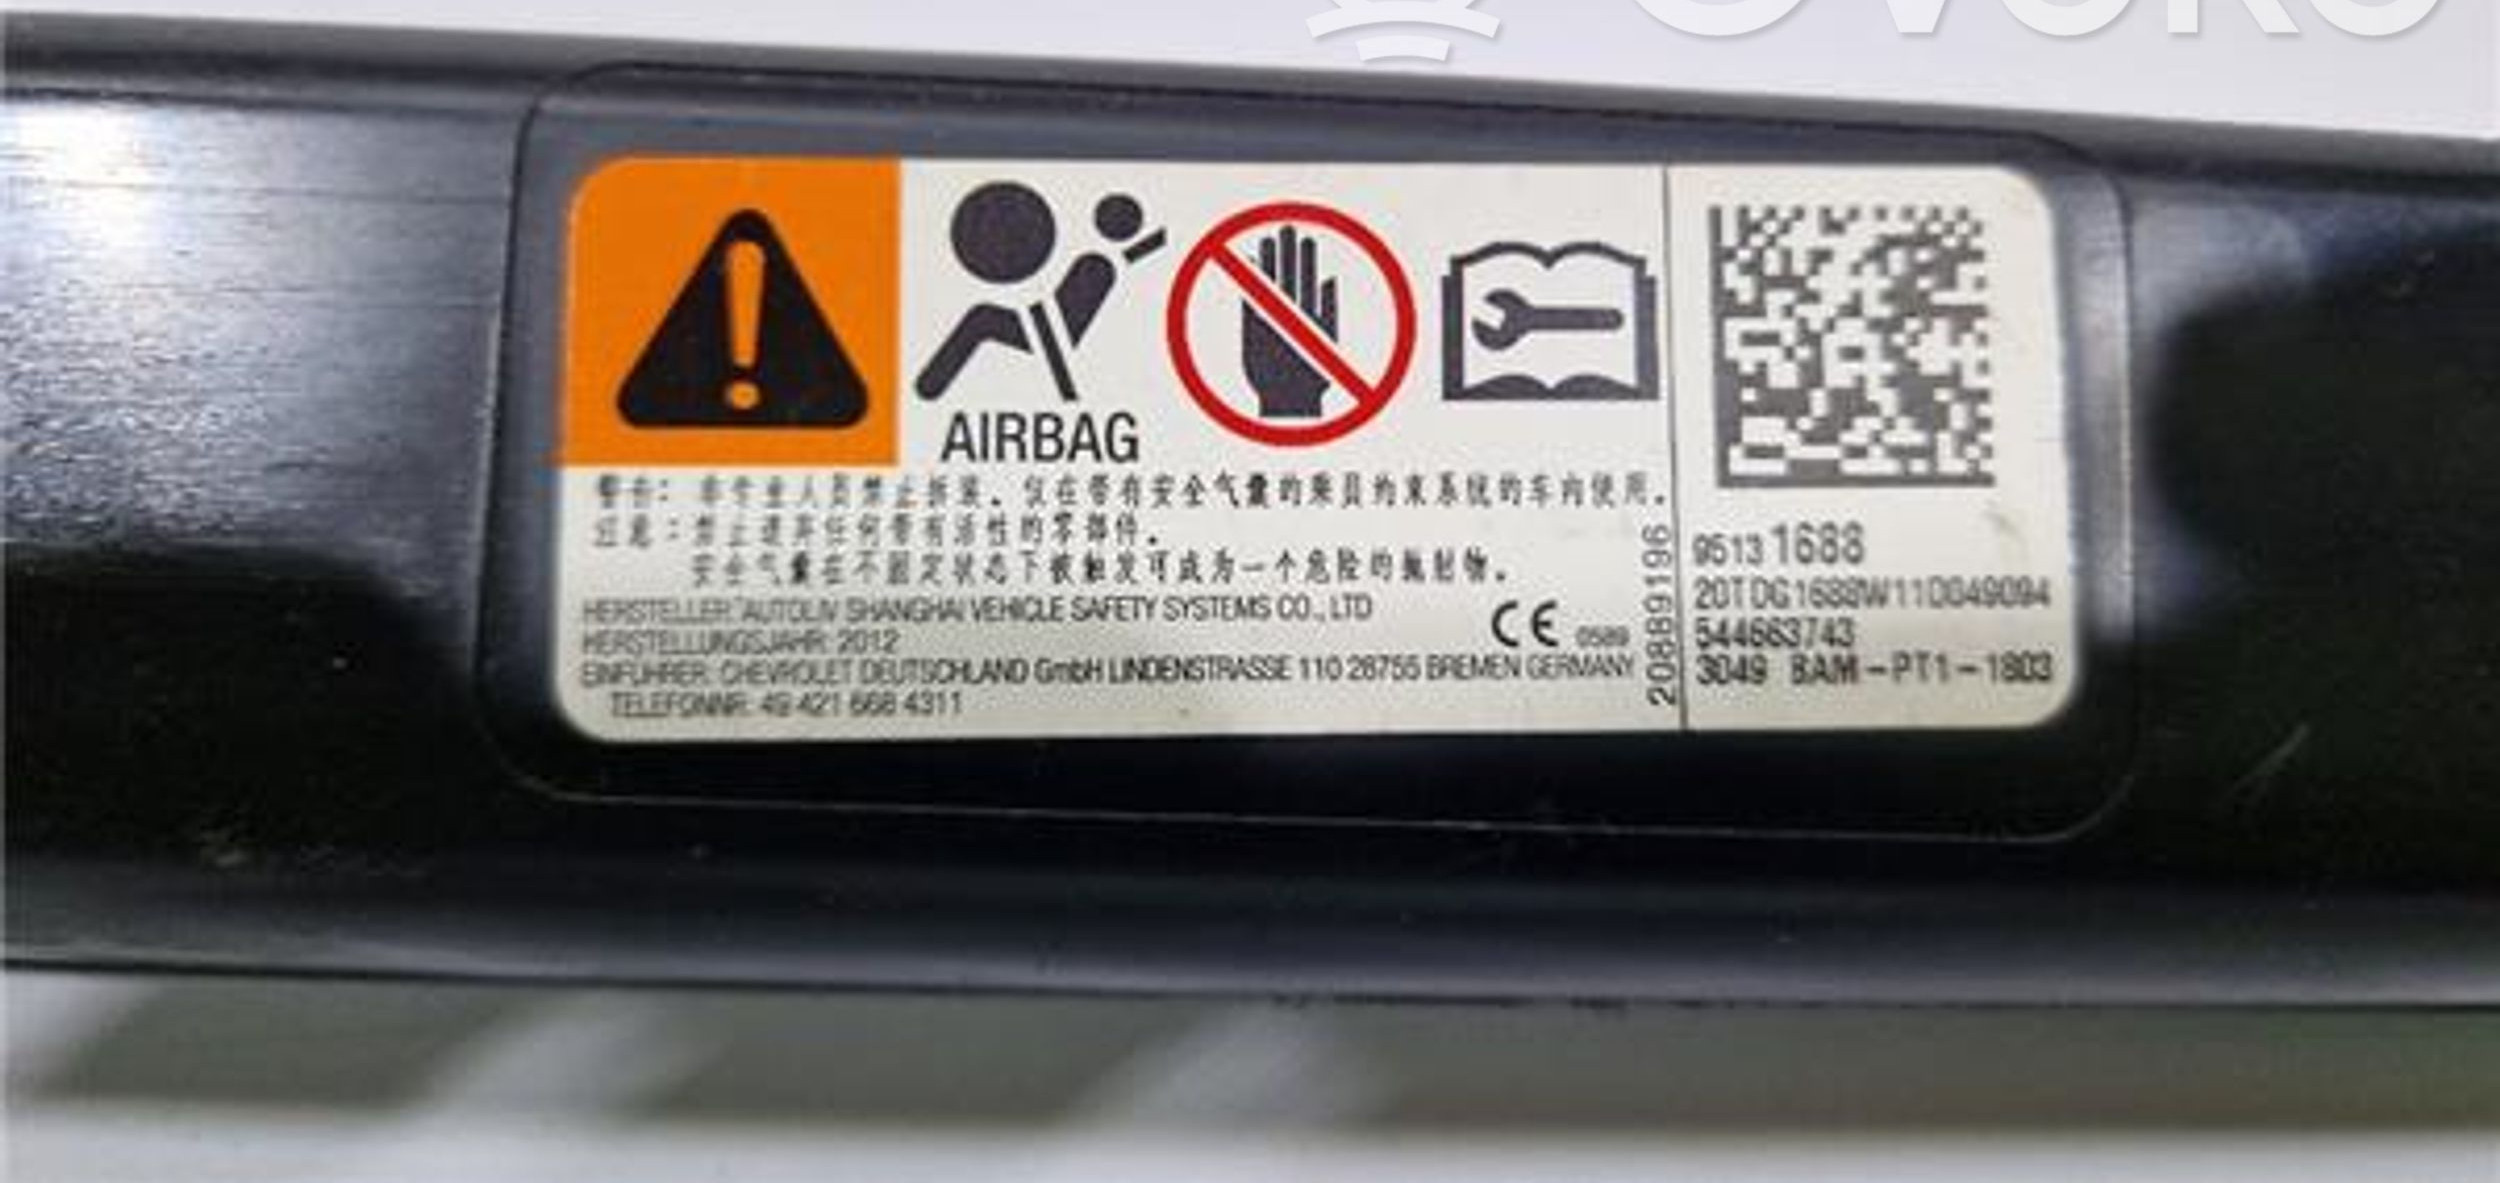 AIRBAG
警告：非专业人员禁止拆装。仅在带有安全气囊的乘员约束系统的车内使用。
注意：禁止请弃任何带有活性的零部件。
安全气囊在不固定状态下被触发可成为一个危险的抛射物。
HERSTELLER: AUTOLIV SHANGHAI VEHICLE SAFETY SYSTEMS CO., LTD
HERSTELLUNGSJAHR: 2012
CE 0589
EINFÜHRER: CHEVROLET DEUTSCHLAND GmbH LINDENSTRASSE 110 28755 BREMEN GERMANY
TELEFONNR: 49 421 668 4311
20889196
9513 1688
20TDG1688W11D049094
544663743
3049 BAM-PT1-1803